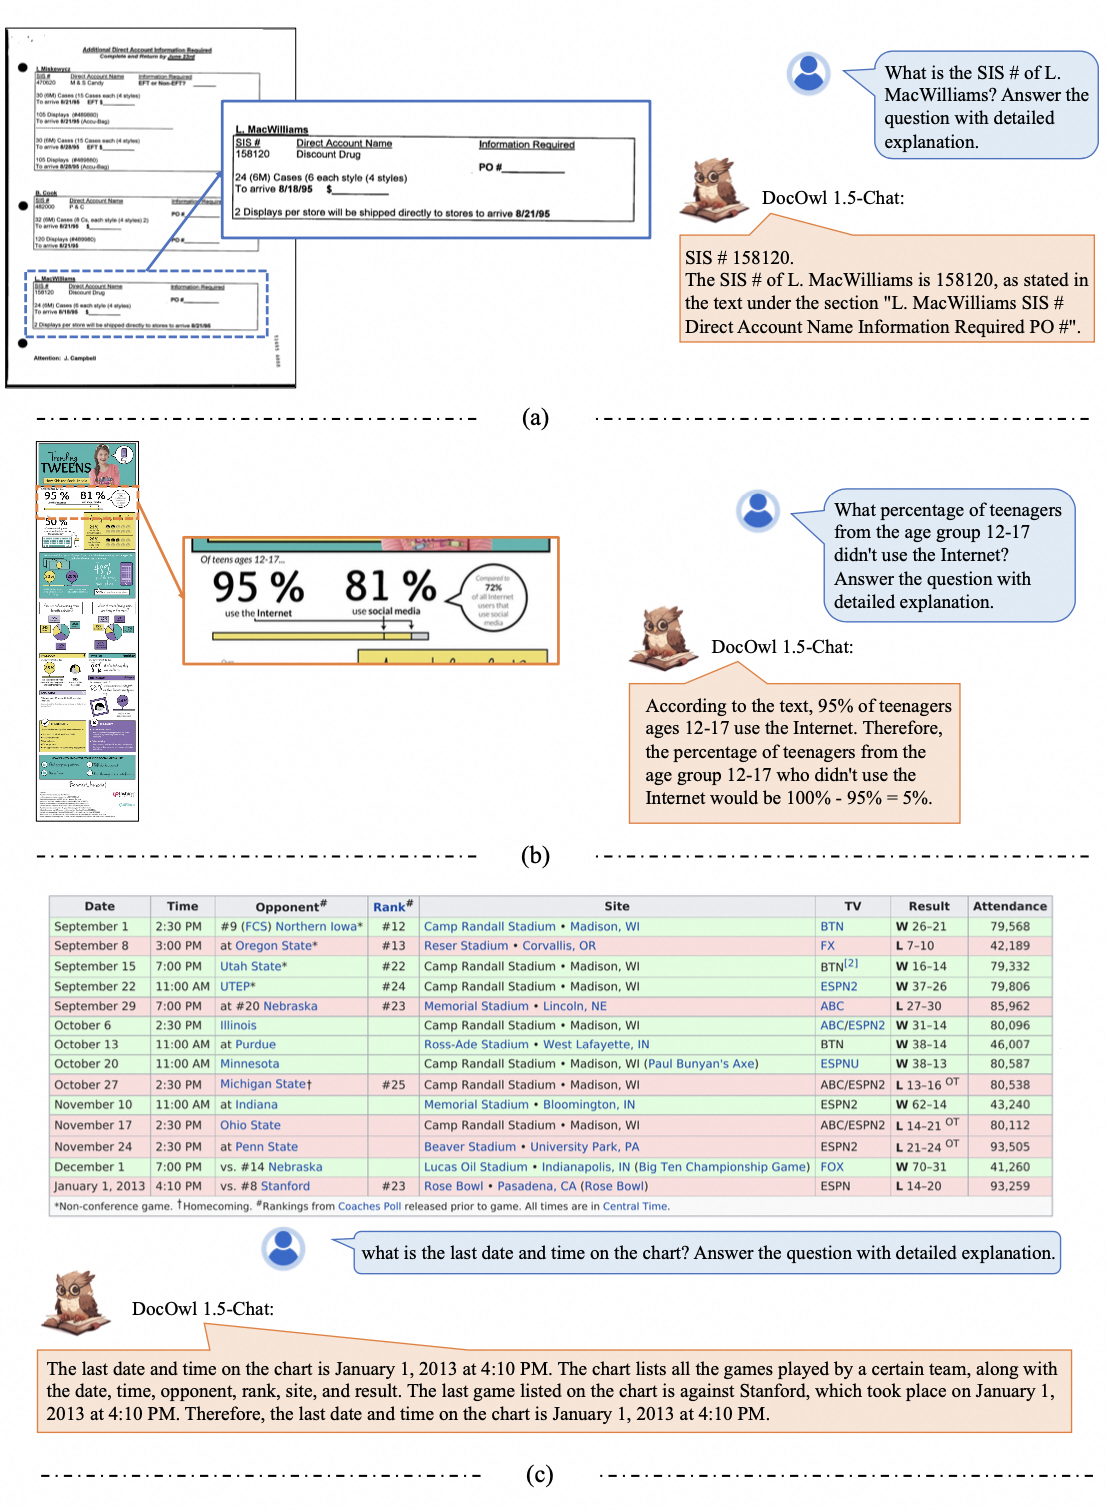 Additional Direct Account Information Required
Complete and Return by June 23rd
I. Miskewycz
SIS # Direct Account Name Information Required
470620 M & S Candy EFT or Non-EFT?
30 (6M) Cases (15 Cases each (4 styles)
To arrive 8/21/95 EFT $
105 Displays (#469880)
To arrive 8/21/95 (Accu-Bag)
30 (6M) Cases (15 Cases each (4 styles)
To arrive 8/28/95 EFT $
105 Displays (#469880)
To arrive 8/28/95 (Accu-Bag)
B. Cook
SIS # Direct Account Name Information Require
482000 P & C
PO #
32 (6M) Cases (8 Cs. each style (4 styles) 2)
To arrive 8/21/95 $
120 Displays (#469980)
To arrive 8/21/95
PO #
L. MacWilliams
SIS # Direct Account Name Information Required
158120 Discount Drug
PO #
24 (6M) Cases (6 each style (4 styles)
To arrive 8/18/95 $
2 Displays per store will be shipped directly to stores to arrive 8/21/95
Attention: J. Campbell
L. MacWilliams
SIS # Direct Account Name Information Required
158120 Discount Drug
PO #
24 (6M) Cases (6 each style (4 styles)
To arrive 8/18/95 $
2 Displays per store will be shipped directly to stores to arrive 8/21/95
What is the SIS # of L.
MacWilliams? Answer the
question with detailed
explanation.
DocOwl 1.5-Chat:
SIS # 158120.
The SIS # of L. MacWilliams is 158120, as stated in
the text under the section "L. MacWilliams SIS #
Direct Account Name Information Required PO #".
(a)
Trending
TWEENS
95 % 81 %
50 %
Of teens ages 12-17...
95 % 81 %
use the Internet use social media
Compared to
72%
of all Internet
users that
use social
media
What percentage of teenagers
from the age group 12-17
didn't use the Internet?
Answer the question with
detailed explanation.
DocOwl 1.5-Chat:
According to the text, 95% of teenagers
ages 12-17 use the Internet. Therefore,
the percentage of teenagers from the
age group 12-17 who didn't use the
Internet would be 100% - 95% = 5%.
(b)
Date Time Opponent# Rank# Site TV Result Attendance
September 1 2:30 PM #9 (FCS) Northern Iowa* #12 Camp Randall Stadium • Madison, WI BTN W 26–21 79,568
September 8 3:00 PM at Oregon State* #13 Reser Stadium • Corvallis, OR FX L 7–10 42,189
September 15 7:00 PM Utah State* #22 Camp Randall Stadium • Madison, WI BTN[2] W 16–14 79,332
September 22 11:00 AM UTEP* #24 Camp Randall Stadium • Madison, WI ESPN2 W 37–26 79,806
September 29 7:00 PM at #20 Nebraska #23 Memorial Stadium • Lincoln, NE ABC L 27–30 85,962
October 6 2:30 PM Illinois Camp Randall Stadium • Madison, WI ABC/ESPN2 W 31–14 80,096
October 13 11:00 AM at Purdue Ross-Ade Stadium • West Lafayette, IN BTN W 38–14 46,007
October 20 11:00 AM Minnesota Camp Randall Stadium • Madison, WI (Paul Bunyan's Axe) ESPNU W 38–13 80,587
October 27 2:30 PM Michigan State† #25 Camp Randall Stadium • Madison, WI ABC/ESPN2 L 13–16 OT 80,538
November 10 11:00 AM at Indiana Memorial Stadium • Bloomington, IN ESPN2 W 62–14 43,240
November 17 2:30 PM Ohio State Camp Randall Stadium • Madison, WI ABC/ESPN2 L 14–21 OT 80,112
November 24 2:30 PM at Penn State Beaver Stadium • University Park, PA ESPN2 L 21–24 OT 93,505
December 1 7:00 PM vs. #14 Nebraska Lucas Oil Stadium • Indianapolis, IN (Big Ten Championship Game) FOX W 70–31 41,260
January 1, 2013 4:10 PM vs. #8 Stanford #23 Rose Bowl • Pasadena, CA (Rose Bowl) ESPN L 14–20 93,259
*Non-conference game. †Homecoming. #Rankings from Coaches Poll released prior to game. All times are in Central Time.
what is the last date and time on the chart? Answer the question with detailed explanation.
DocOwl 1.5-Chat:
The last date and time on the chart is January 1, 2013 at 4:10 PM. The chart lists all the games played by a certain team, along with
the date, time, opponent, rank, site, and result. The last game listed on the chart is against Stanford, which took place on January 1,
2013 at 4:10 PM. Therefore, the last date and time on the chart is January 1, 2013 at 4:10 PM.
(c)